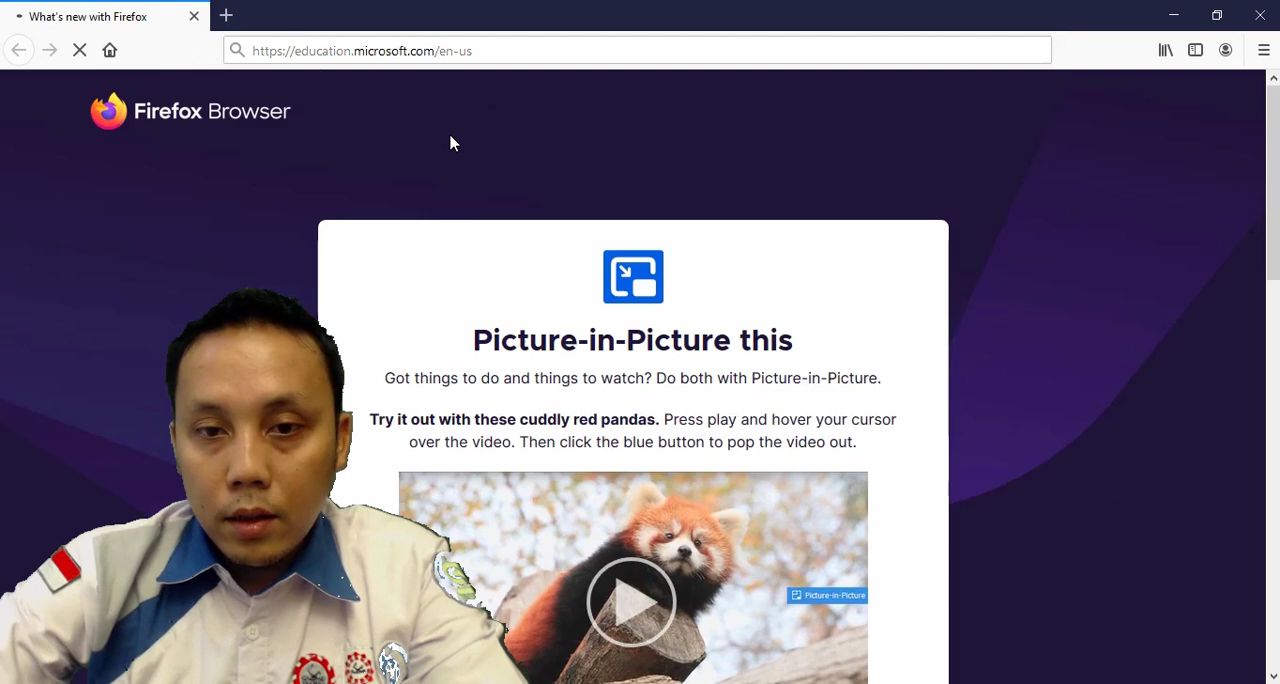 What's new with Firefox
https://education.microsoft.com/en-us
Firefox Browser
Picture-in-Picture this
Got things to do and things to watch? Do both with Picture-in-Picture.
Try it out with these cuddly red pandas. Press play and hover your cursor
over the video. Then click the blue button to pop the video out.
Picture-in-Picture